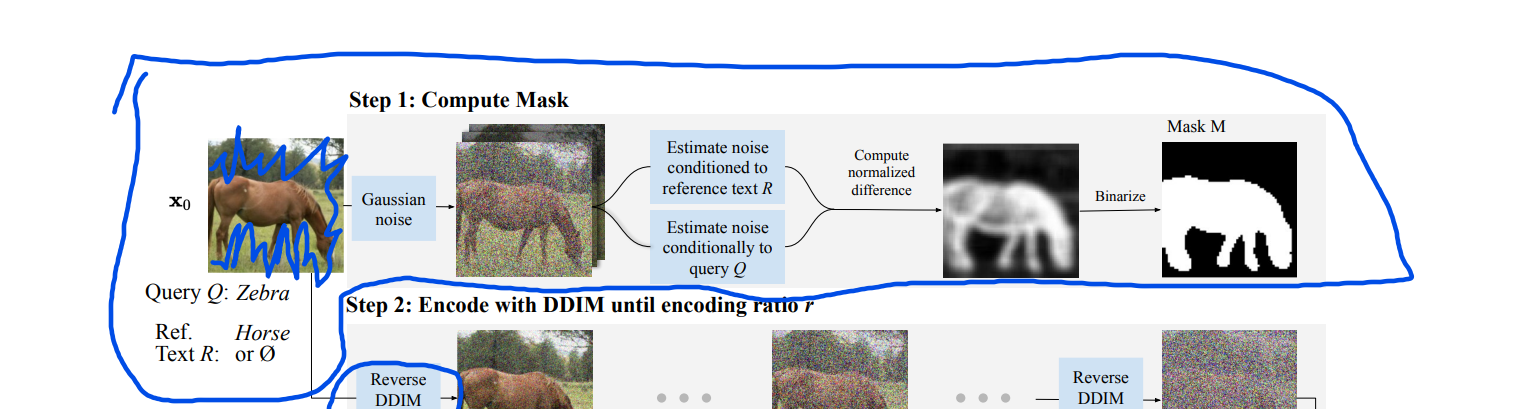 Step 1: Compute Mask
Mask M
Estimate noise
conditioned to
reference text R
Compute
normalized
difference
x0
Gaussian
noise
Binarize
Estimate noise
conditionally to
query Q
Query Q: Zebra
Step 2: Encode with DDIM until encoding ratio r
Ref. Horse
Text R: or Ø
Reverse
DDIM
Reverse
DDIM